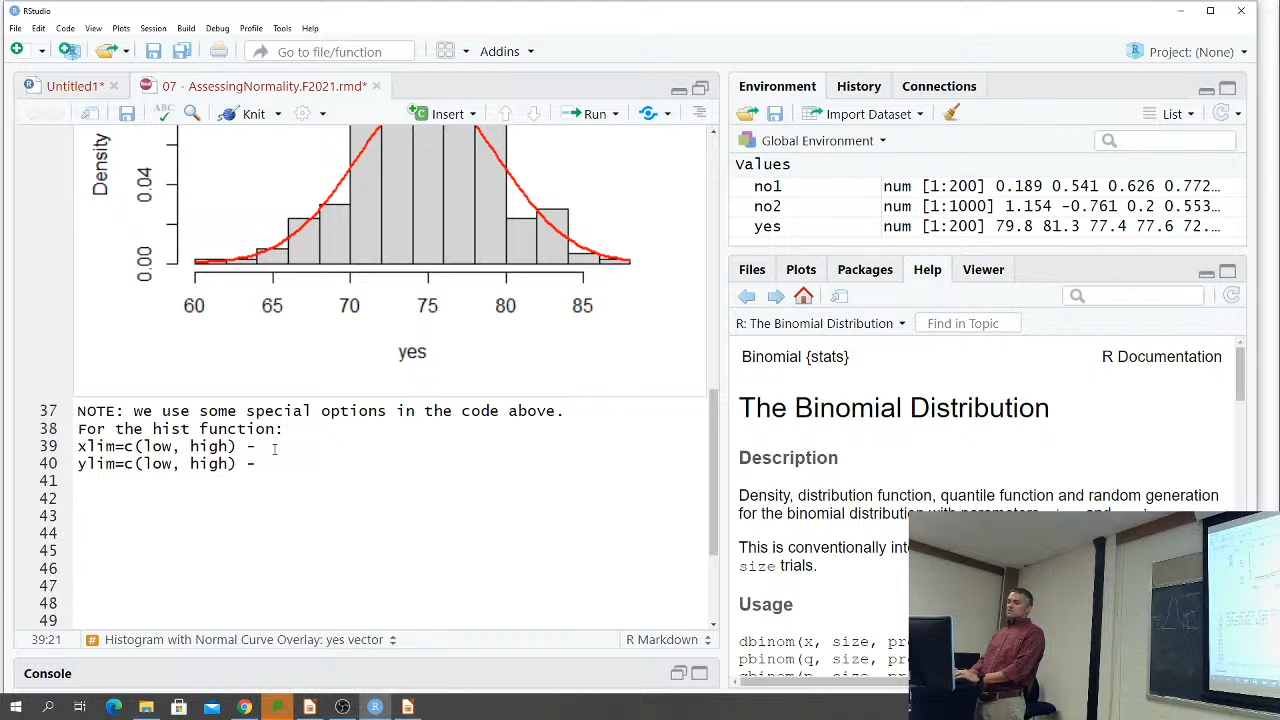 RStudio
File Edit Code View Plots Session Build Debug Profile Tools Help
Go to file/function
Addins
Project: (None)
Untitled1*
07 - AssessingNormality.F2021.rmd*
ABC
Knit
Insert
Run
Density
0.04
0.00
60 65 70 75 80 85
yes
37 NOTE: we use some special options in the code above.
38 For the hist function:
39 xlim=c(low, high) -
40 ylim=c(low, high) -
41
42
43
44
45
46
47
48
49
39:21
Histogram with Normal Curve Overlay: yes vector
R Markdown
Console
Environment History Connections
Import Dataset
List
Global Environment
Values
no1 num [1:200] 0.189 0.541 0.626 0.772…
no2 num [1:1000] 1.154 -0.761 0.2 0.553…
yes num [1:200] 79.8 81.3 77.4 77.6 72.…
Files Plots Packages Help Viewer
R: The Binomial Distribution
Find in Topic
Binomial {stats}
R Documentation
The Binomial Distribution
Description
Density, distribution function, quantile function and random generation
for the binomial distribution with parameters and
This is conventionally
size trials.
Usage
dbinom(x, size,
pbinom(q, size,